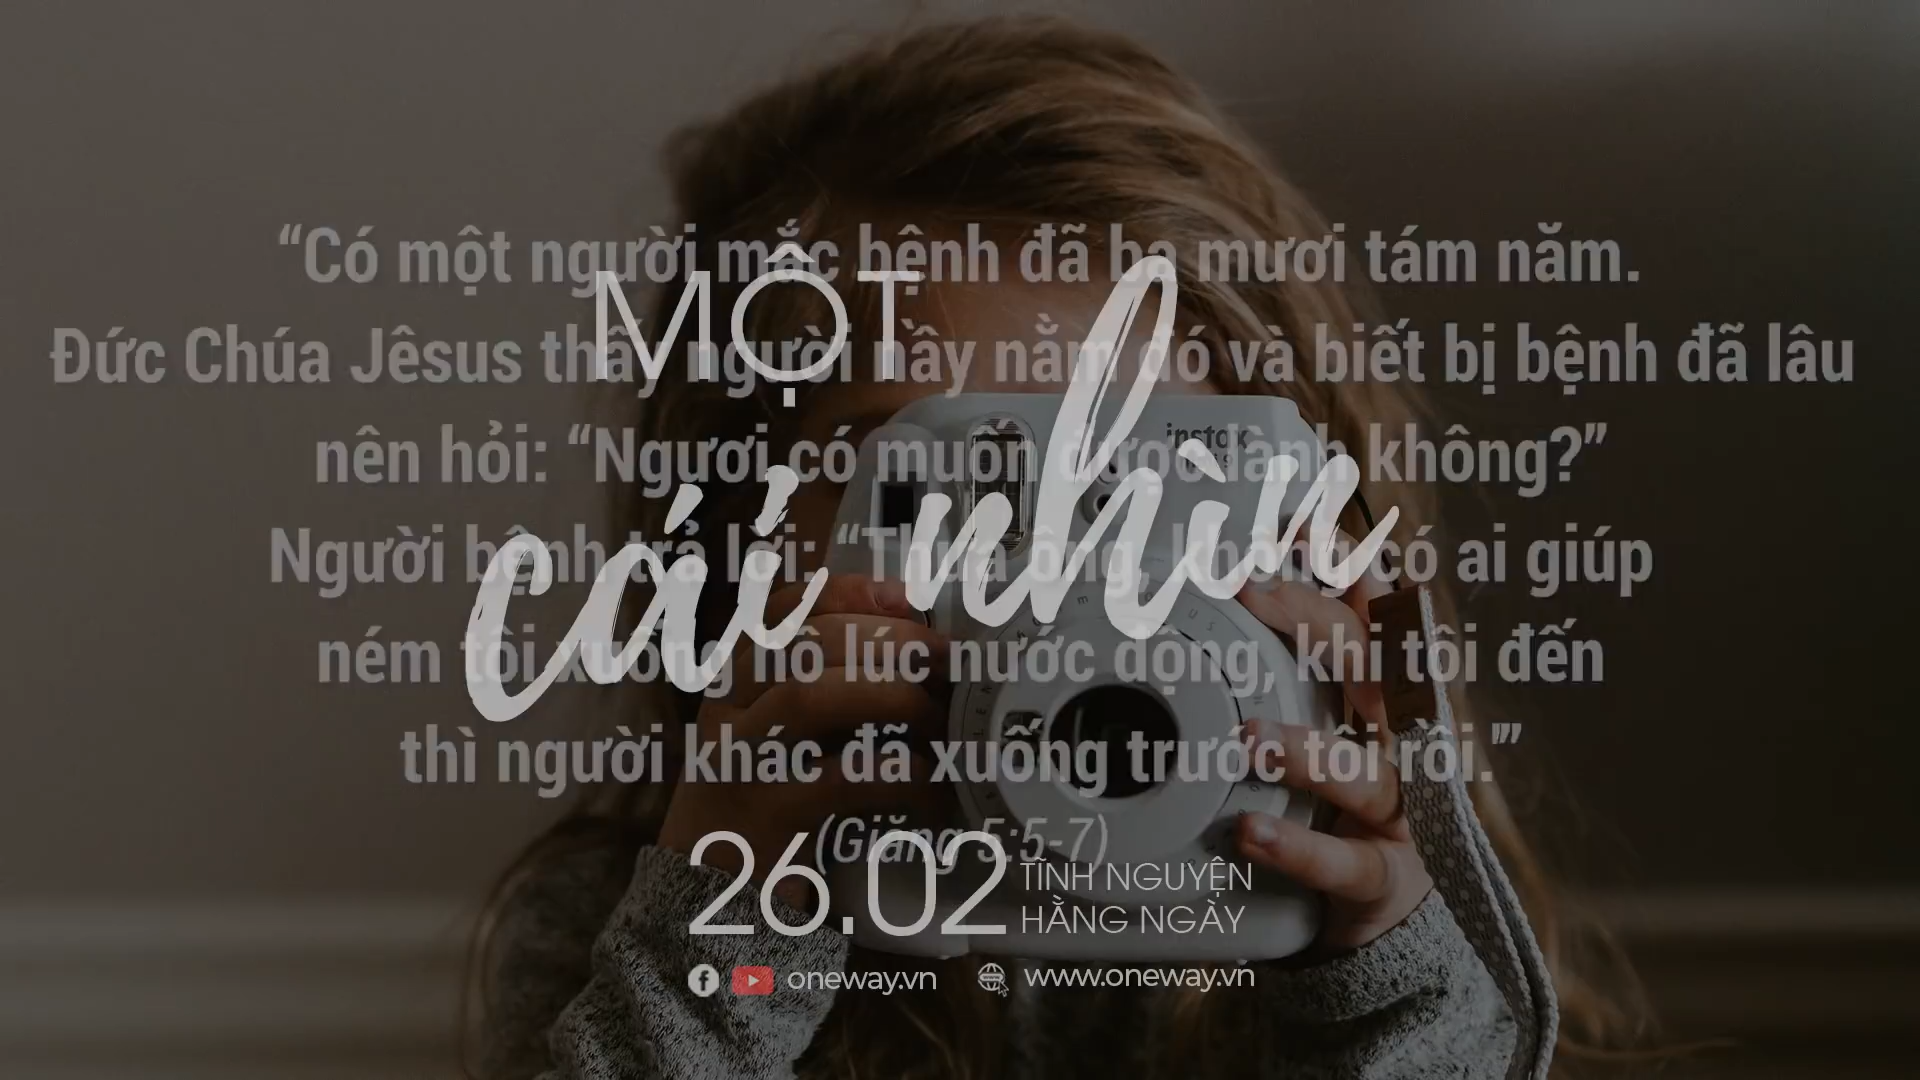 “Có một người mắc bệnh đã ba mươi tám năm.
Đức Chúa Jêsus thấy người nầy nằm đó và biết bị bệnh đã lâu
nên hỏi: “Ngươi có muốn được lành không?”
Người bệnh trả lời: “Thưa ông, không có ai giúp
ném tôi xuống hồ lúc nước động, khi tôi đến
thì người khác đã xuống trước tôi rồi.’”
(Giăng 5:5-7)
MỘT
cái nhìn
instax
26.02
TĨNH NGUYỆN
HẰNG NGÀY
oneway.vn
www.oneway.vn